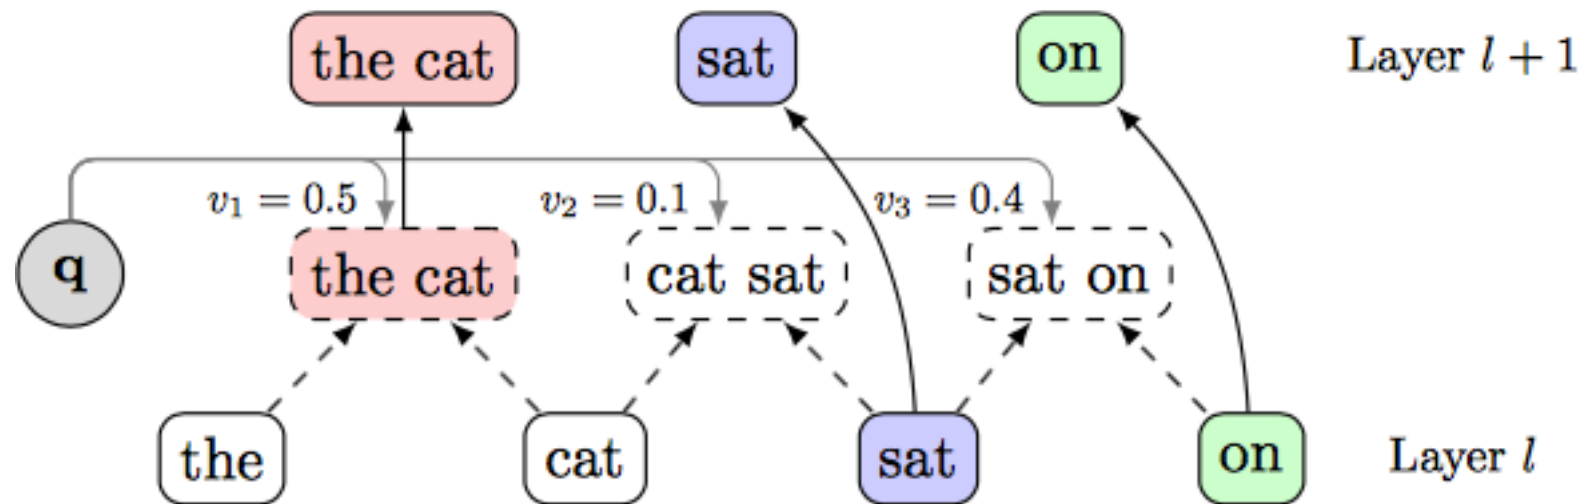 the cat sat on Layer l + 1
v₁ = 0.5 v₂ = 0.1 v₃ = 0.4
q the cat cat sat sat on
the cat sat on Layer l